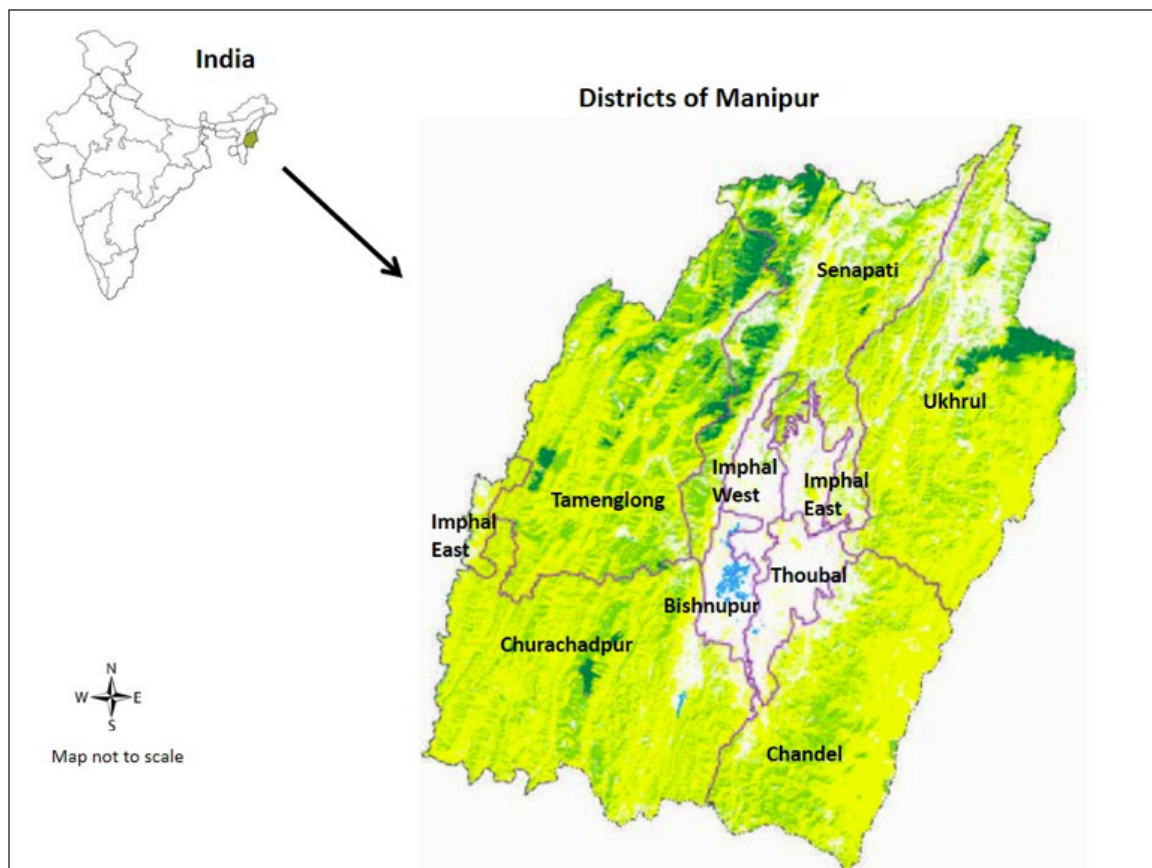 India
Districts of Manipur
Senapati
Ukhrul
Imphal
West
Imphal
East
Tamenglong
Imphal
East
Thoubal
Bishnupur
Churachadpur
Chandel
N
W E
S
Map not to scale